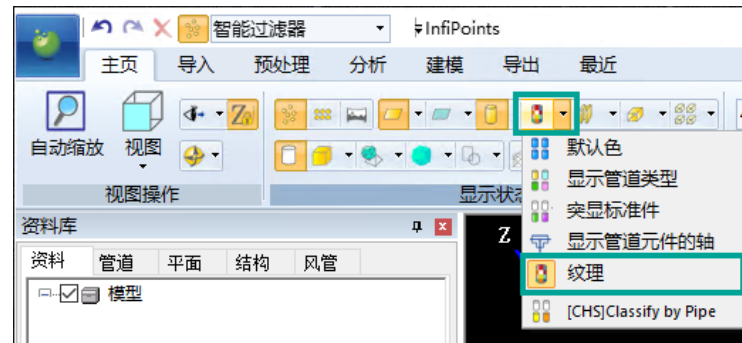 智能过滤器
InfiPoints
主页 导入 预处理 分析 建模 导出 最近
自动缩放 视图
视图操作
显示状态
资料库
资料 管道 平面 结构 风管
模型
Z
默认色
显示管道类型
突显标准件
显示管道元件的轴
纹理
[CHS]Classify by Pipe